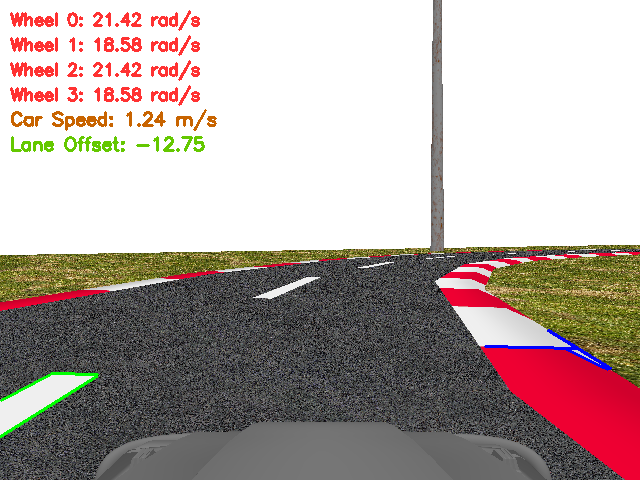 Wheel 0: 21.42 rad/s
Wheel 1: 18.58 rad/s
Wheel 2: 21.42 rad/s
Wheel 3: 18.58 rad/s
Car Speed: 1.24 m/s
Lane Offset: -12.75